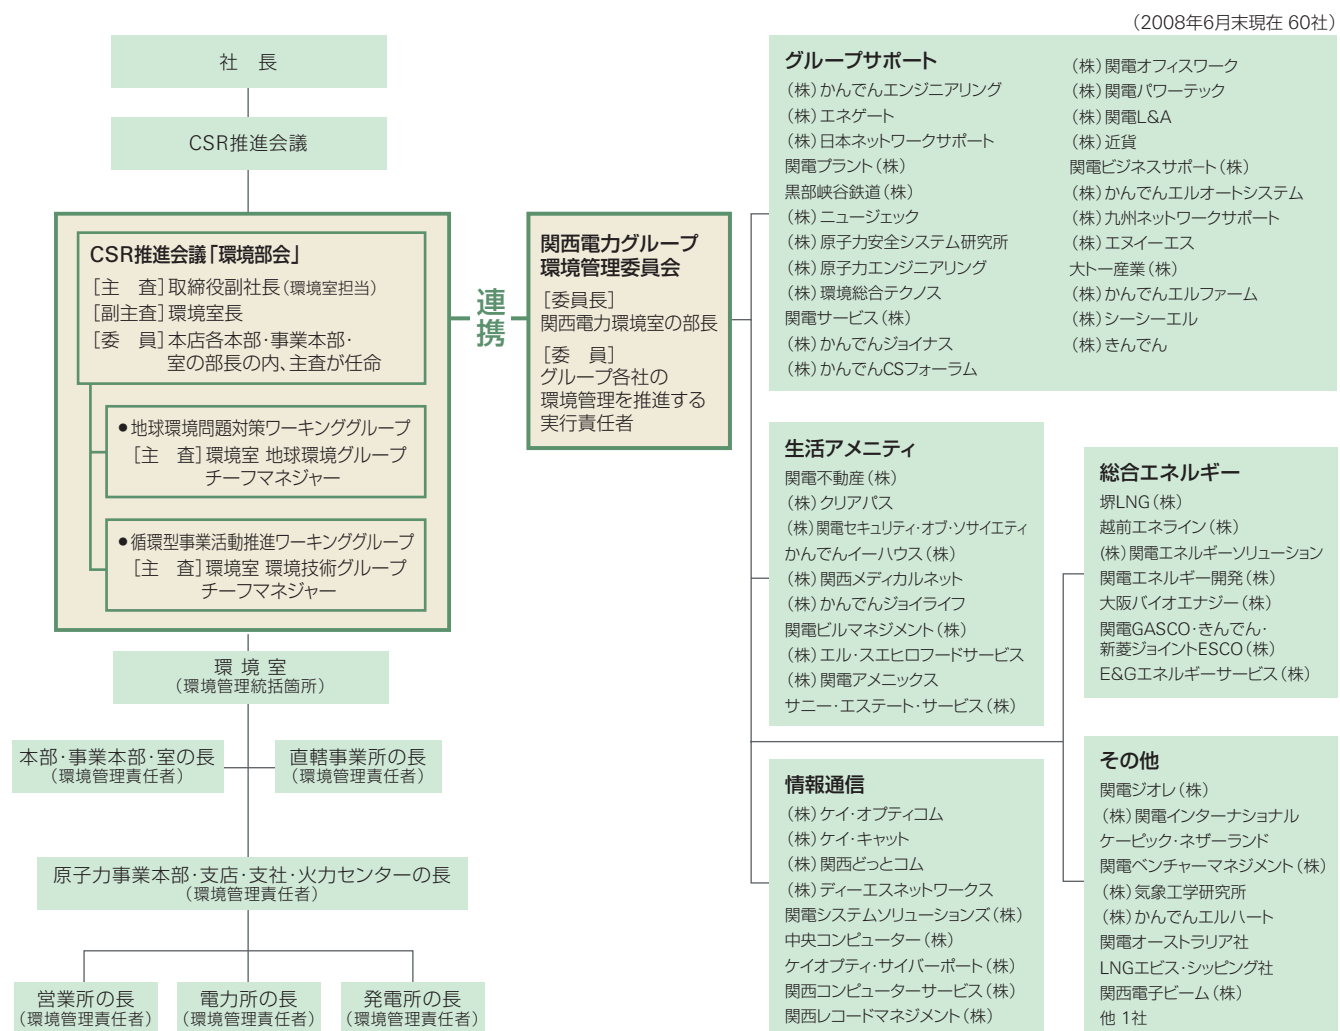 （2008年6月末現在 60社）
社　長
CSR推進会議
CSR推進会議「環境部会」
［主　査］取締役副社長（環境室担当）
［副主査］環境室長
［委　員］本店各本部・事業本部・
室の部長の内、主査が任命
●地球環境問題対策ワーキンググループ
［主　査］環境室 地球環境グループ
チーフマネジャー
●循環型事業活動推進ワーキンググループ
［主　査］環境室 環境技術グループ
チーフマネジャー
連携
関西電力グループ
環境管理委員会
［委員長］
関西電力環境室の部長
［委　員］
グループ各社の
環境管理を推進する
実行責任者
環 境 室
（環境管理統括箇所）
本部・事業本部・室の長
（環境管理責任者）
直轄事業所の長
（環境管理責任者）
原子力事業本部・支店・支社・火力センターの長
（環境管理責任者）
営業所の長
（環境管理責任者）
電力所の長
（環境管理責任者）
発電所の長
（環境管理責任者）
グループサポート
（株）かんでんエンジニアリング
（株）エネゲート
（株）日本ネットワークサポート
関電プラント（株）
黒部峡谷鉄道（株）
（株）ニュージェック
（株）原子力安全システム研究所
（株）原子力エンジニアリング
（株）環境総合テクノス
関電サービス（株）
（株）かんでんジョイナス
（株）かんでんCSフォーラム
（株）関電オフィスワーク
（株）関電パワーテック
（株）関電L&A
（株）近貨
関電ビジネスサポート（株）
（株）かんでんエルオートシステム
（株）九州ネットワークサポート
（株）エヌイーエス
大トー産業（株）
（株）かんでんエルファーム
（株）シーシーエル
（株）きんでん
生活アメニティ
関電不動産（株）
（株）クリアパス
（株）関電セキュリティ・オブ・ソサイエティ
かんでんイーハウス（株）
（株）関西メディカルネット
（株）かんでんジョイライフ
関電ビルマネジメント（株）
（株）エル・スエヒロフードサービス
（株）関電アメニックス
サニー・エステート・サービス（株）
情報通信
（株）ケイ・オプティコム
（株）ケイ・キャット
（株）関西どっとコム
（株）ディーエスネットワークス
関電システムソリューションズ（株）
中央コンピューター（株）
ケイオプティ・サイバーポート（株）
関西コンピューターサービス（株）
関西レコードマネジメント（株）
総合エネルギー
堺LNG（株）
越前エネライン（株）
（株）関電エネルギーソリューション
関電エネルギー開発（株）
大阪バイオエナジー（株）
関電GASCO・きんでん・
新菱ジョイントESCO（株）
E&Gエネルギーサービス（株）
その他
関電ジオレ（株）
（株）関電インターナショナル
ケーピック・ネザーランド
関電ベンチャーマネジメント（株）
（株）気象工学研究所
（株）かんでんエルハート
関電オーストラリア社
LNGエビス・シッピング社
関西電子ビーム（株）
他 1社